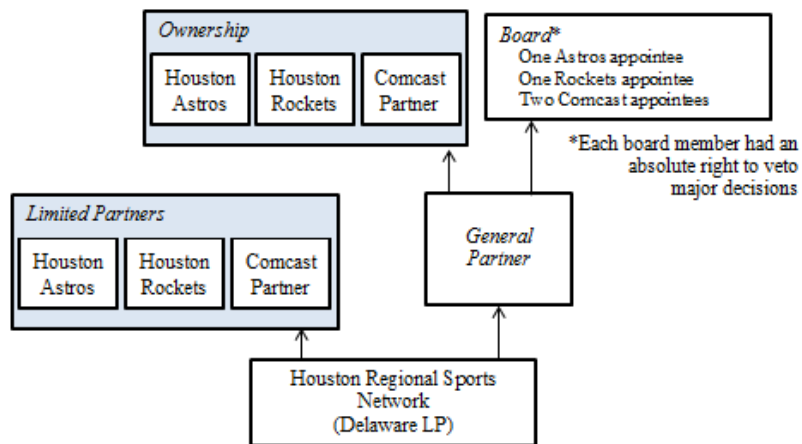 Ownership
Houston
Astros
Houston
Rockets
Comcast
Partner
Board*
One Astros appointee
One Rockets appointee
Two Comcast appointees
*Each board member had an
absolute right to veto
major decisions
Limited Partners
Houston
Astros
Houston
Rockets
Comcast
Partner
General
Partner
Houston Regional Sports
Network
(Delaware LP)